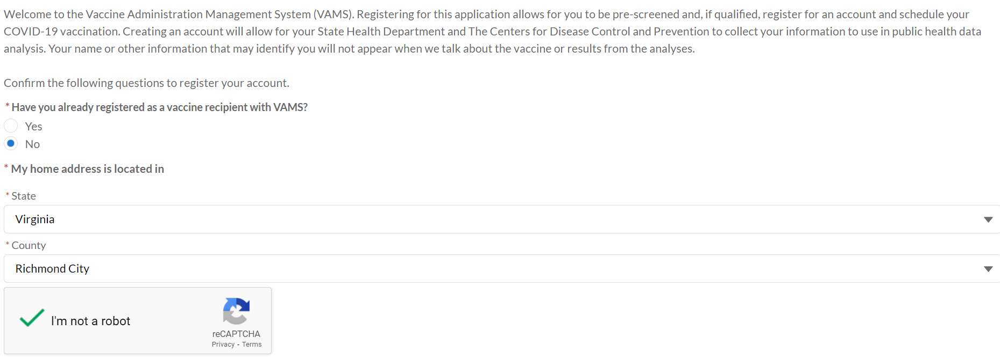 Welcome to the Vaccine Administration Management System (VAMS). Registering for this application allows for you to be pre-screened and, if qualified, register for an account and schedule your
COVID-19 vaccination. Creating an account will allow for your State Health Department and The Centers for Disease Control and Prevention to collect your information to use in public health data
analysis. Your name or other information that may identify you will not appear when we talk about the vaccine or results from the analyses.
Confirm the following questions to register your account.
* Have you already registered as a vaccine recipient with VAMS?
Yes
No
* My home address is located in
* State
Virginia
* County
Richmond City
I'm not a robot
reCAPTCHA
Privacy - Terms